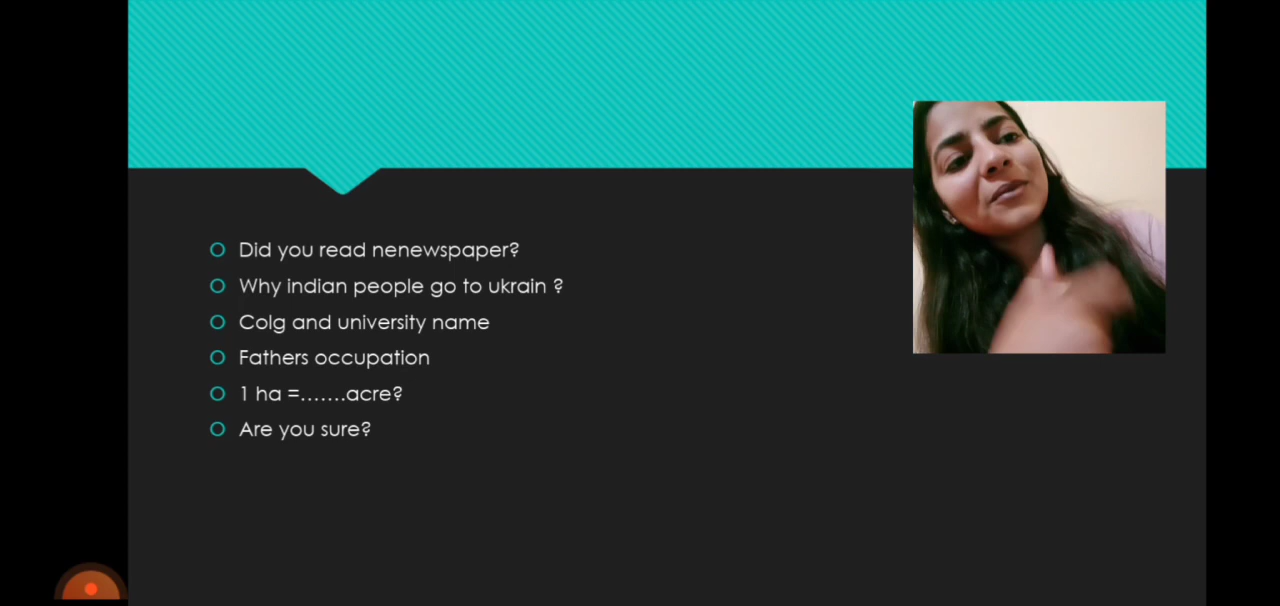 Did you read nenewspaper?
Why indian people go to ukrain ?
Colg and university name
Fathers occupation
1 ha =.......acre?
Are you sure?